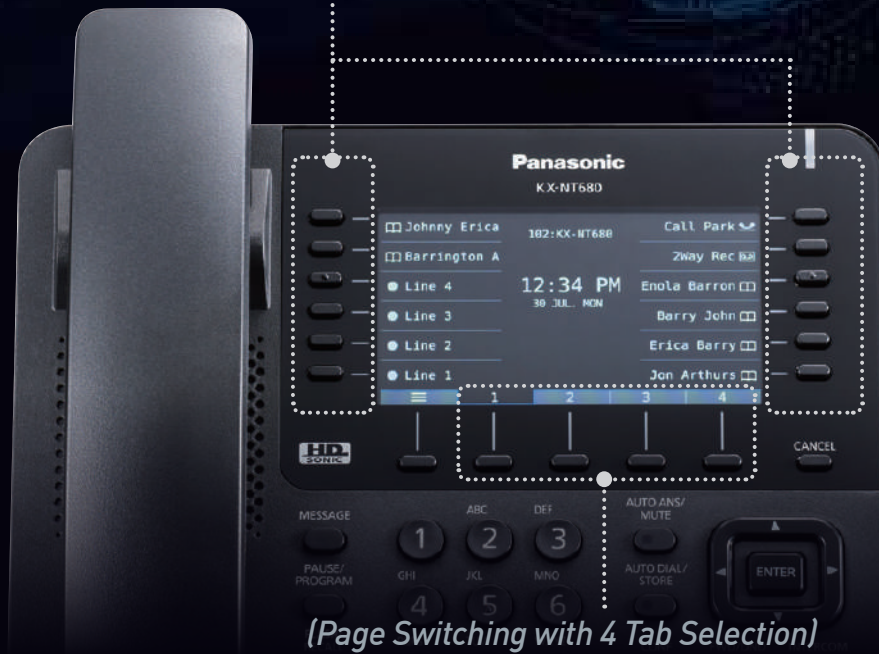 Panasonic
KX-NT680
Johnny Erica
102:KX-NT680
Call Park
Barrington A
2Way Rec
Line 4
12:34 PM
Enola Barron
30 JUL. MON
Line 3
Barry John
Line 2
Erica Barry
Line 1
Jon Arthurs
1 2 3 4
HD
SONIC
CANCEL
MESSAGE
ABC DEF
AUTO ANS/
MUTE
1 2 3
PAUSE/
PROGRAM
GHI JKL MNO
AUTO DIAL/
STORE
ENTER
4 5 6
(Page Switching with 4 Tab Selection)